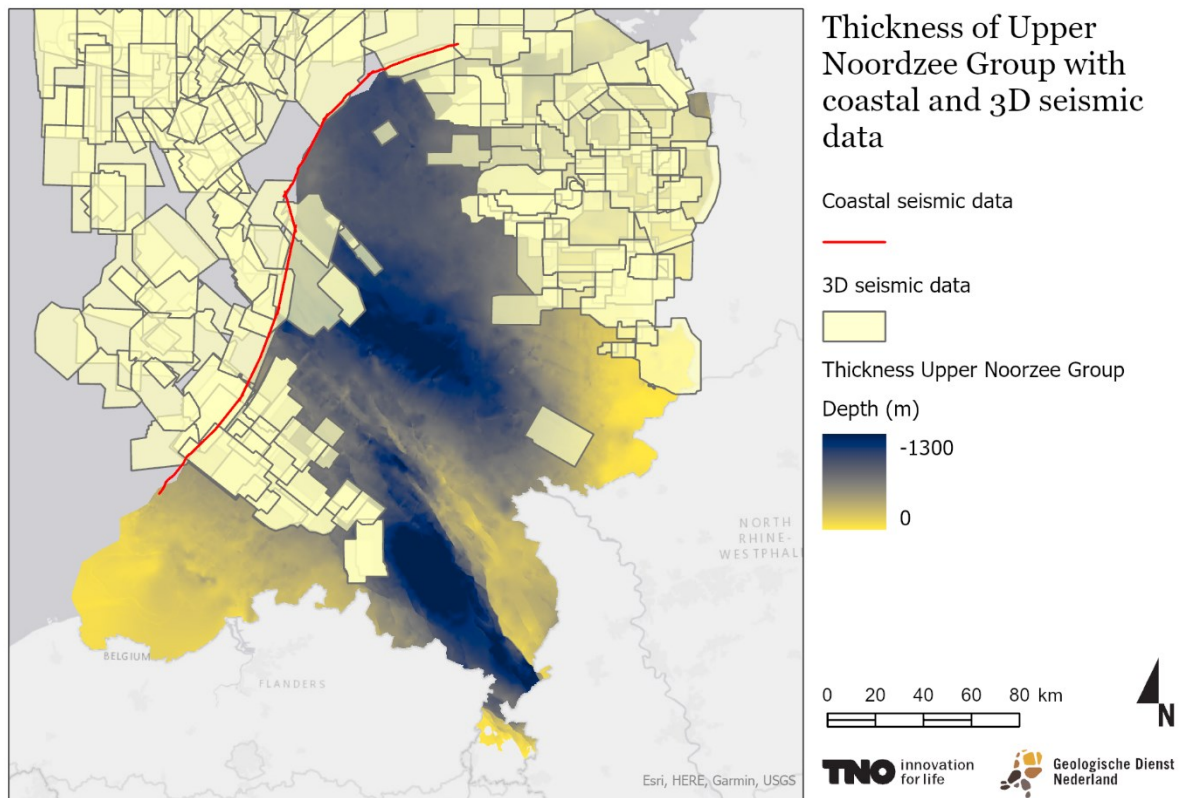 Thickness of Upper
Noordzee Group with
coastal and 3D seismic
data
Coastal seismic data
3D seismic data
Thickness Upper Noorzee Group
Depth (m)
-1300
0
NORTH
RHINE-
WESTPHAL
BELGIUM
FLANDERS
0 20 40 60 80 km
N
Esri, HERE, Garmin, USGS
TNO innovation
for life
Geologische Dienst
Nederland